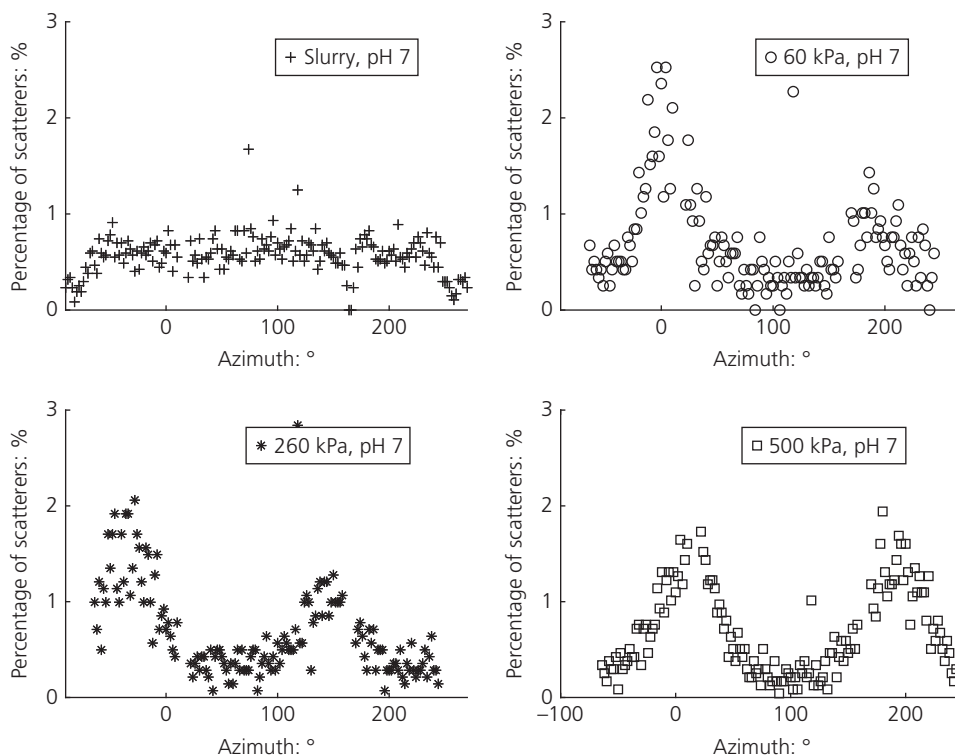 3
2
1
0
Percentage of scatterers: %
+ Slurry, pH 7
0 100 200
Azimuth: °
3
2
1
0
Percentage of scatterers: %
60 kPa, pH 7
0 100 200
Azimuth: °
3
2
1
0
Percentage of scatterers: %
260 kPa, pH 7
0 100 200
Azimuth: °
3
2
1
0
Percentage of scatterers: %
500 kPa, pH 7
−100 0 100 200
Azimuth: °